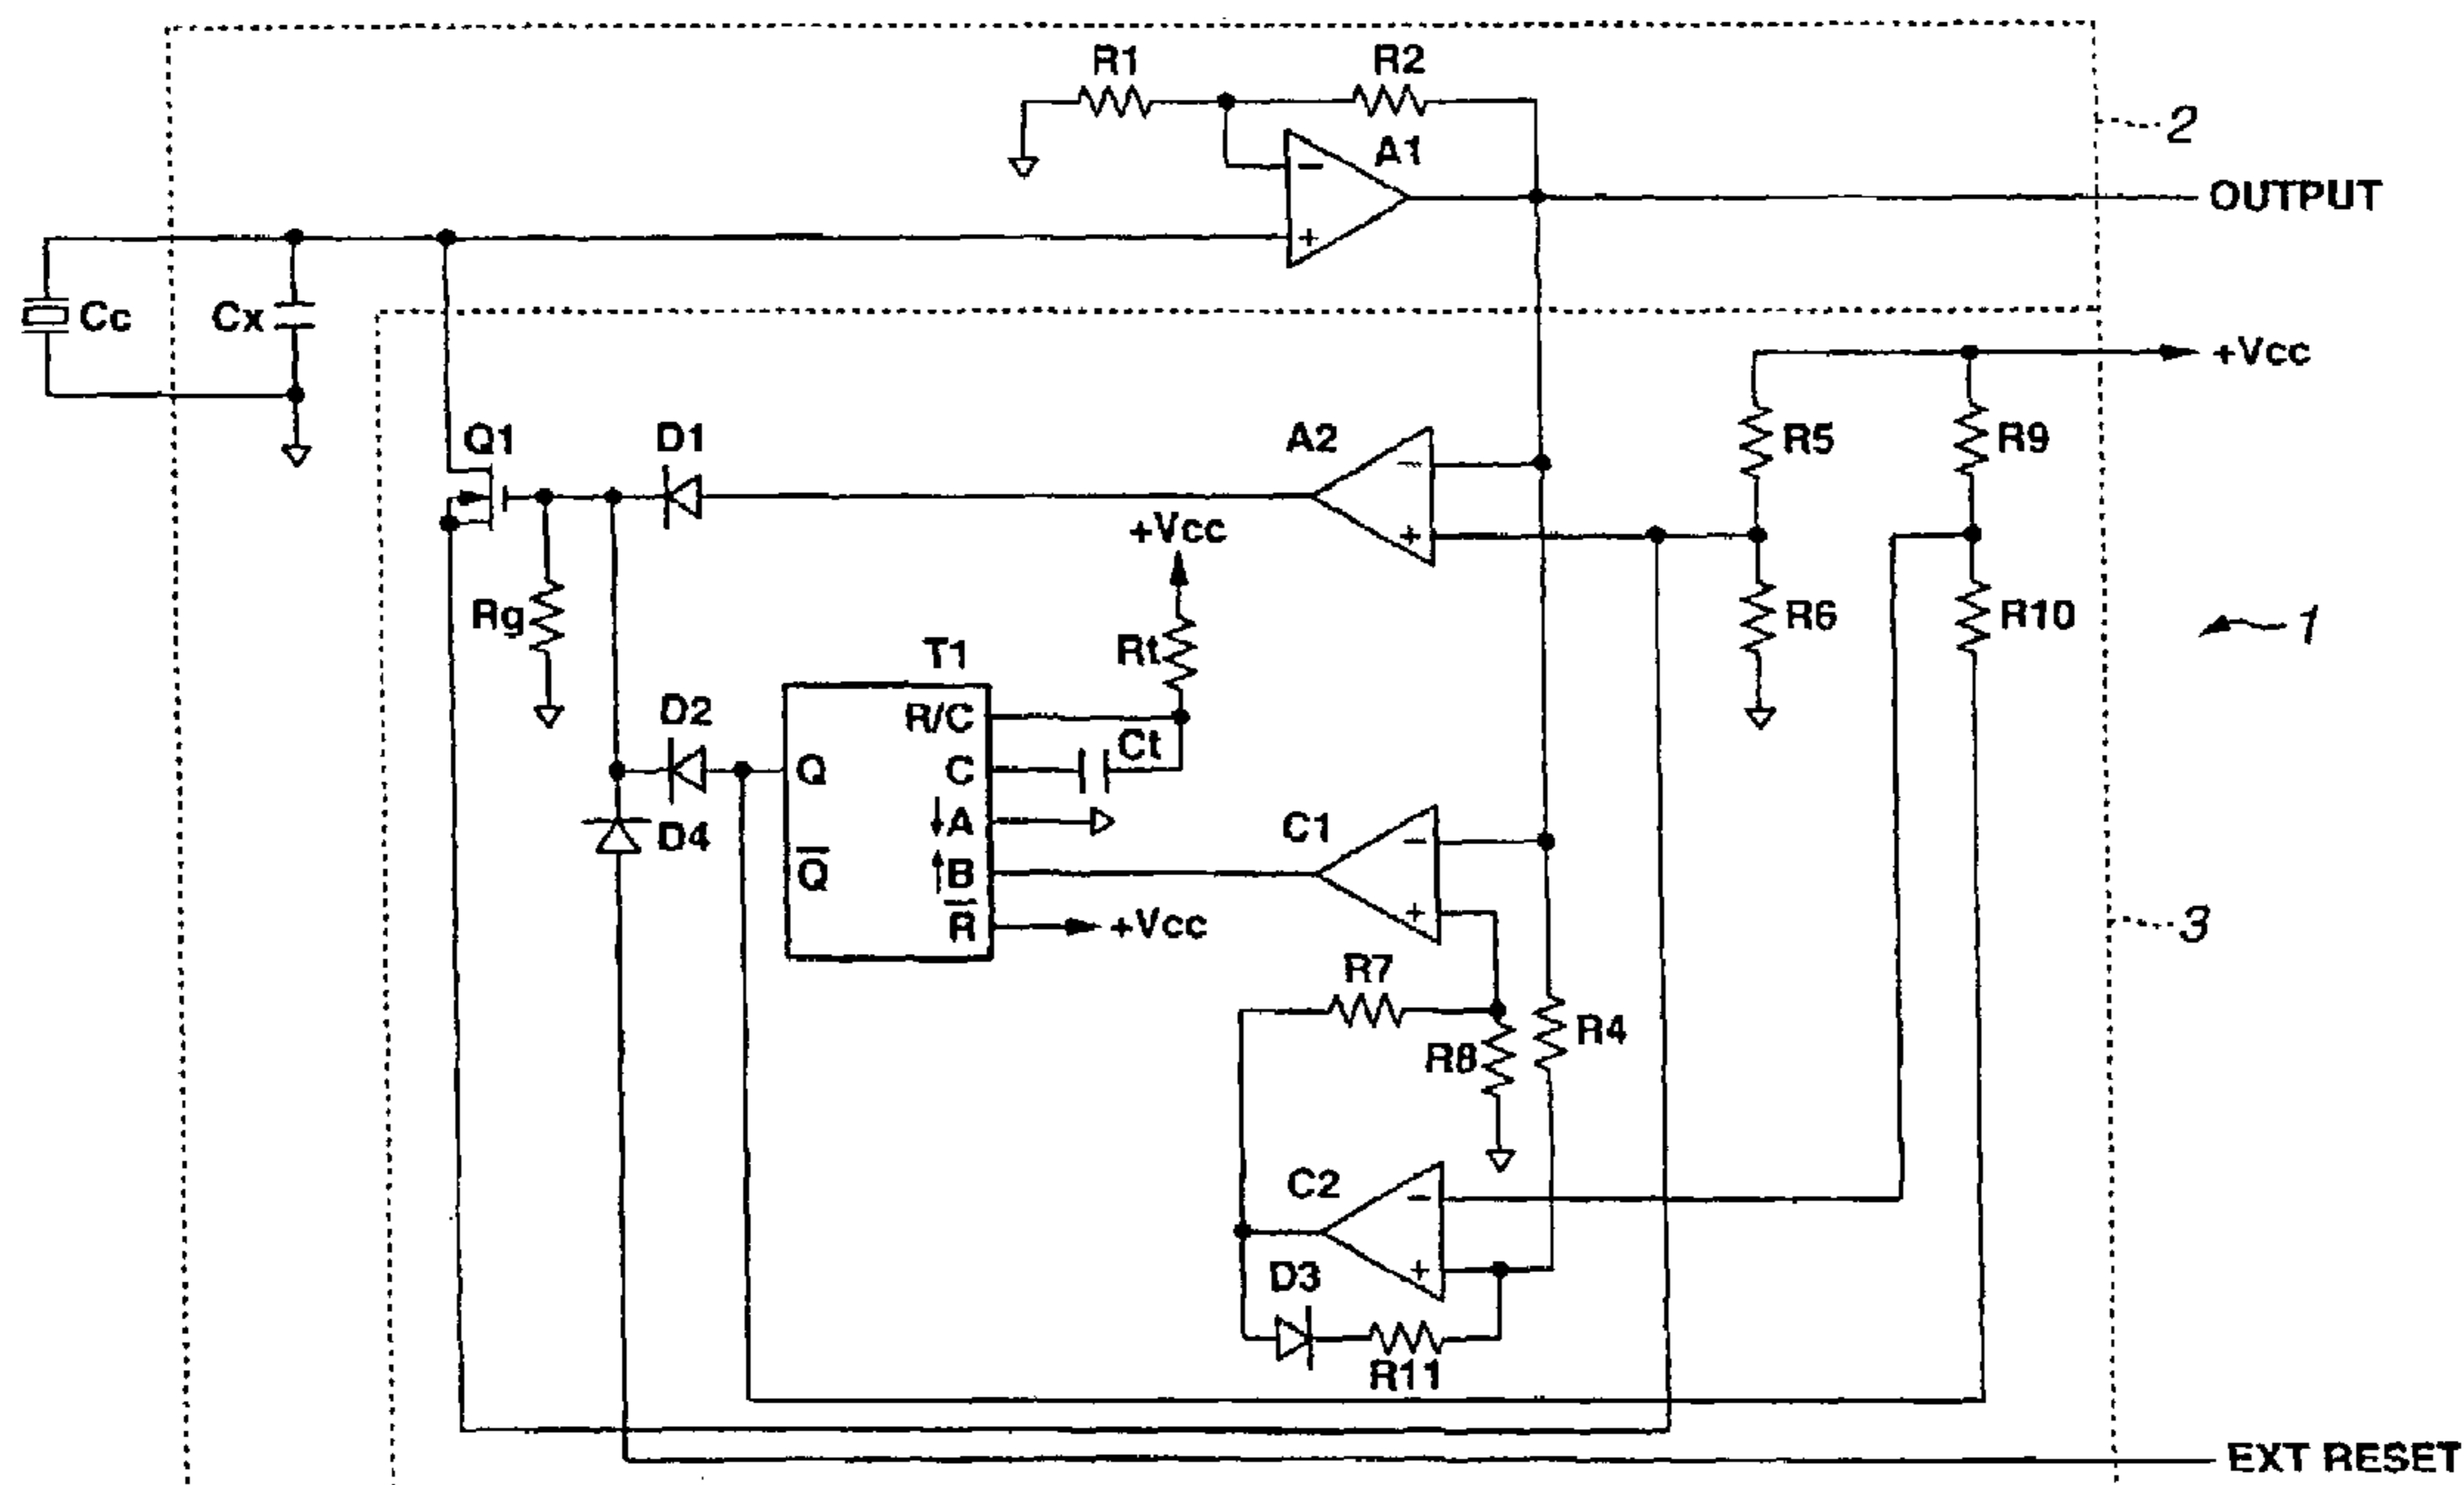 R1 R2
A1
2
OUTPUT
− +
Cc Cx
+Vcc
Q1 D1 A2 R5 R9
− +
+Vcc
Rg Rt R6 R10 1
T1
D2 R/C Ct
Q C
D4 ↓A C1
Q̅ ↑B
R̅ +Vcc
− +
3
R7
R8 R4
C2
− +
D3
R11
EXT RESET